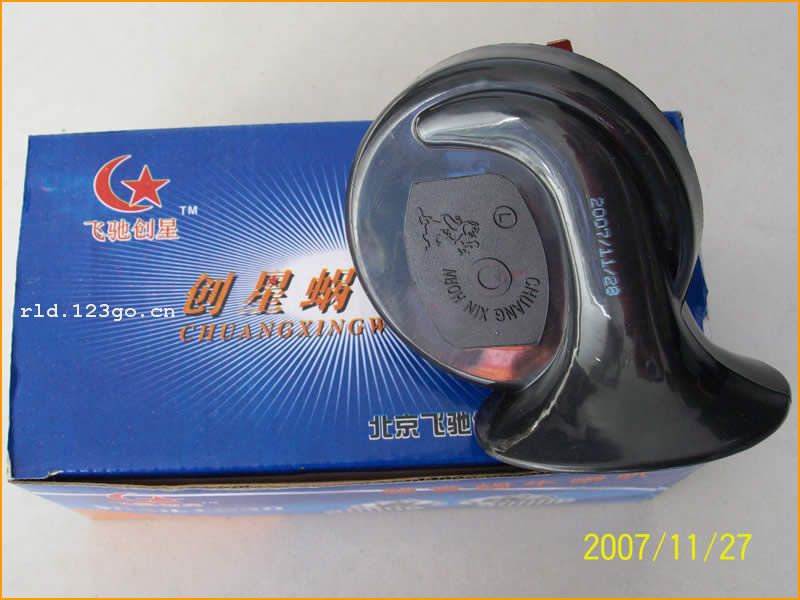 飞驰创星 TM
创星蜗
CHUANGXINGW
rld.123go.cn
北京飞驰
L
CHUANG XIN HORN
2007/11/28
2007/11/27